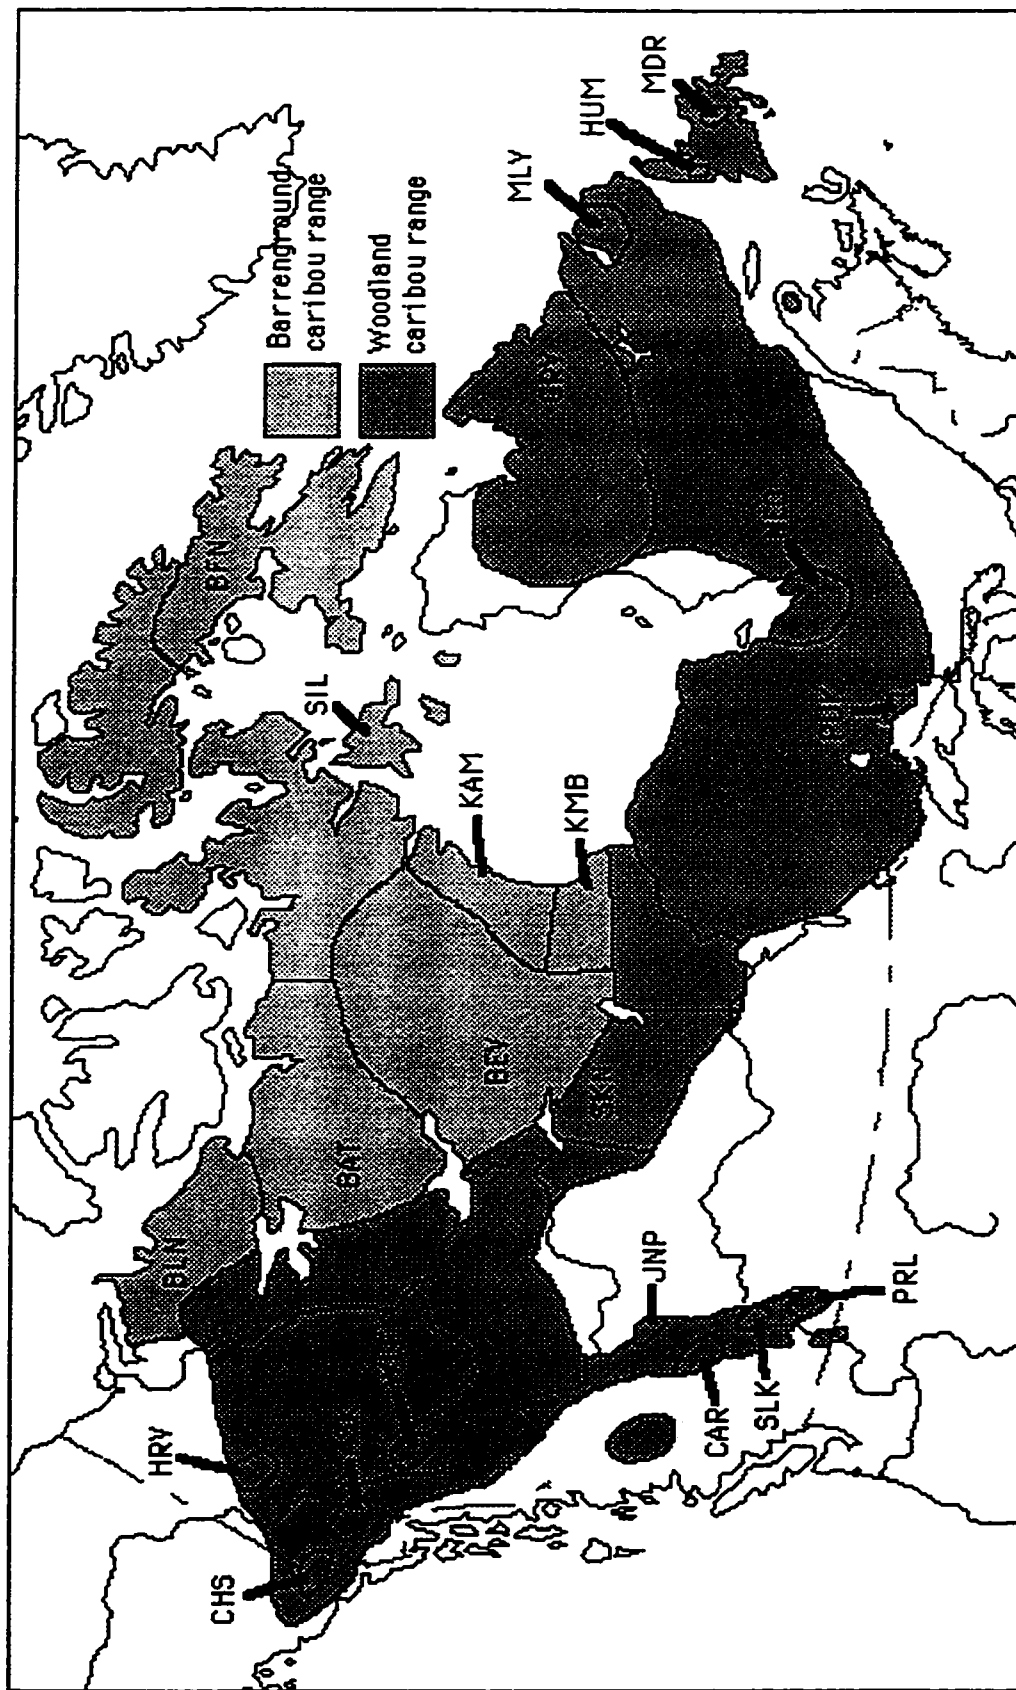 Barrenground
caribou range
Woodland
caribou range
MDR
HUM
MLY
BFN
SIL
KAM
KMB
BEV
BAT
BLN
HRV
CHS
JNP
PRL
CAR
SLK